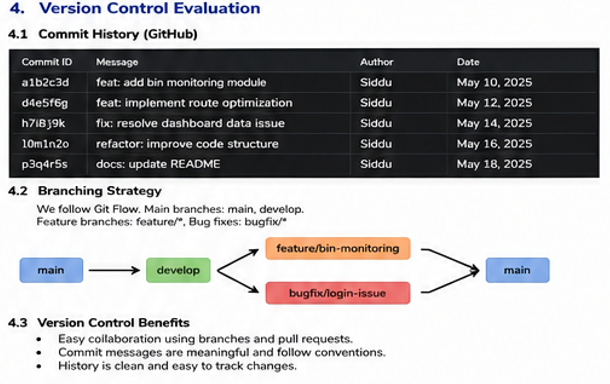 4. Version Control Evaluation
4.1 Commit History (GitHub)
Commit ID Message Author Date
a1b2c3d feat: add bin monitoring module Siddu May 10, 2025
d4e5f6g feat: implement route optimization Siddu May 12, 2025
h7i8j9k fix: resolve dashboard data issue Siddu May 14, 2025
l0m1n2o refactor: improve code structure Siddu May 16, 2025
p3q4r5s docs: update README Siddu May 18, 2025
4.2 Branching Strategy
We follow Git Flow. Main branches: main, develop.
Feature branches: feature/*, Bug fixes: bugfix/*
feature/bin-monitoring
main develop main
bugfix/login-issue
4.3 Version Control Benefits
• Easy collaboration using branches and pull requests.
• Commit messages are meaningful and follow conventions.
• History is clean and easy to track changes.